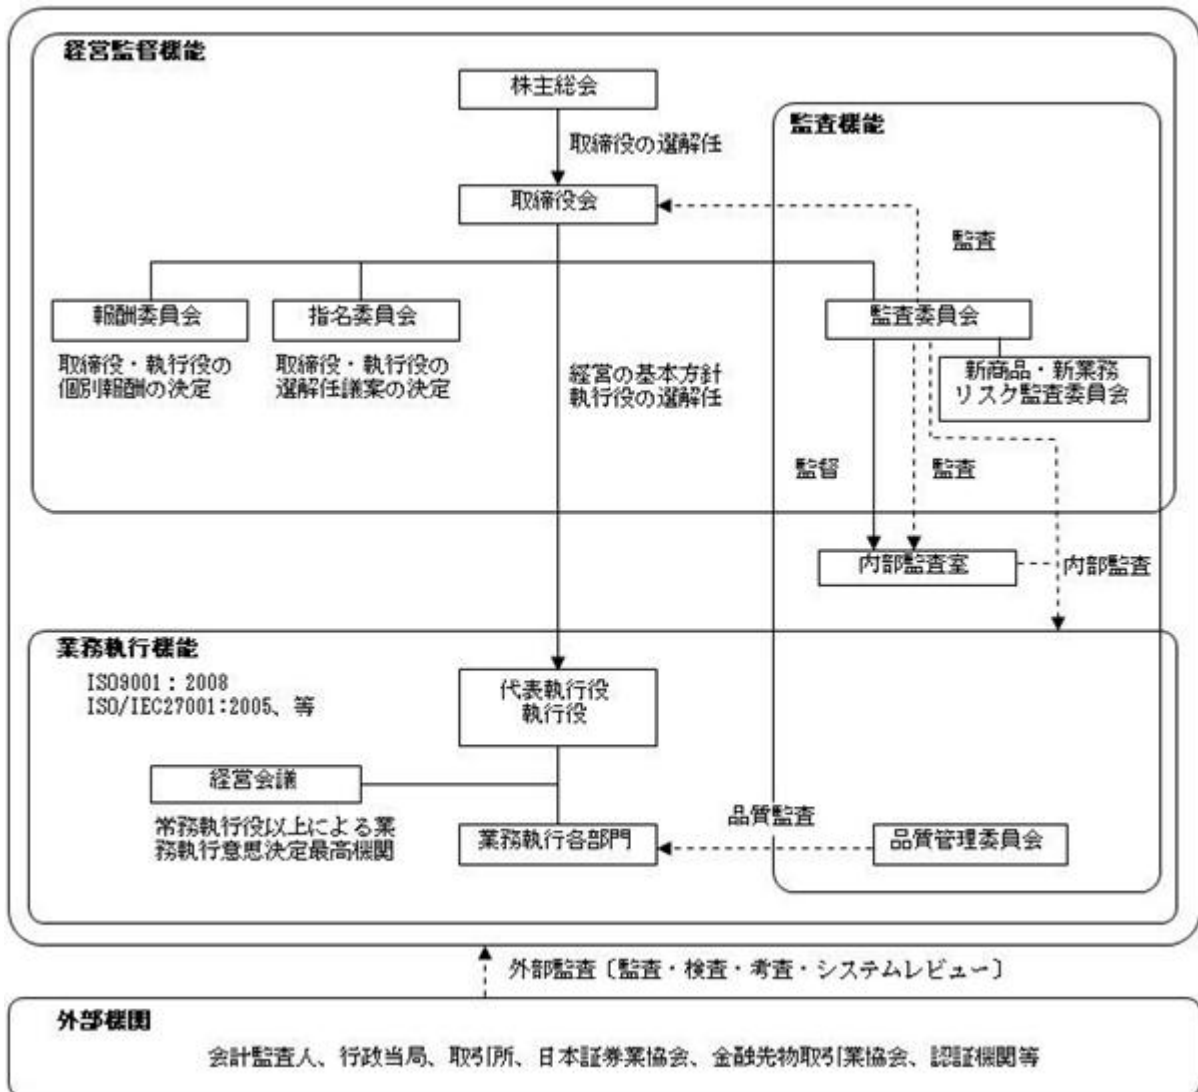 経営監督機能
株主総会
監査機能
取締役の選解任
取締役会
監査
報酬委員会
指名委員会
監査委員会
取締役・執行役の
個別報酬の決定
取締役・執行役の
選解任議案の決定
経営の基本方針
執行役の選解任
新商品・新業務
リスク監査委員会
監督
監査
内部監査室
内部監査
業務執行機能
ISO9001：2008
ISO/IEC27001:2005、等
代表執行役
執行役
経営会議
常務執行役以上による業
務執行意思決定最高機関
業務執行各部門
品質監査
品質管理委員会
外部監査〔監査・検査・考査・システムレビュー〕
外部機関
会計監査人、行政当局、取引所、日本証券業協会、金融先物取引業協会、認証機関等